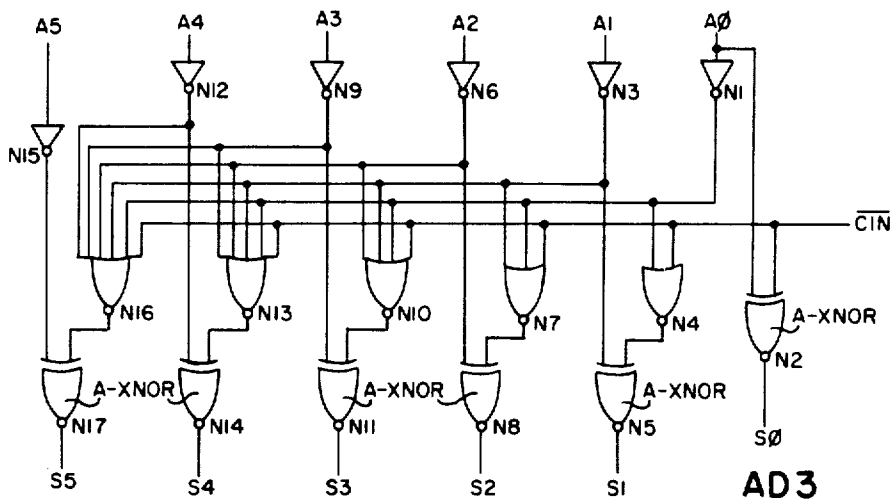 A5 A4 A3 A2 A1 AØ
N12 N9 N6 N3 N1
N15
CIN
N16 N13 N10 N7 N4
A-XNOR
N2
A-XNOR A-XNOR A-XNOR
N17 N14 N11 N8 N5
SØ
S5 S4 S3 S2 S1
AD3